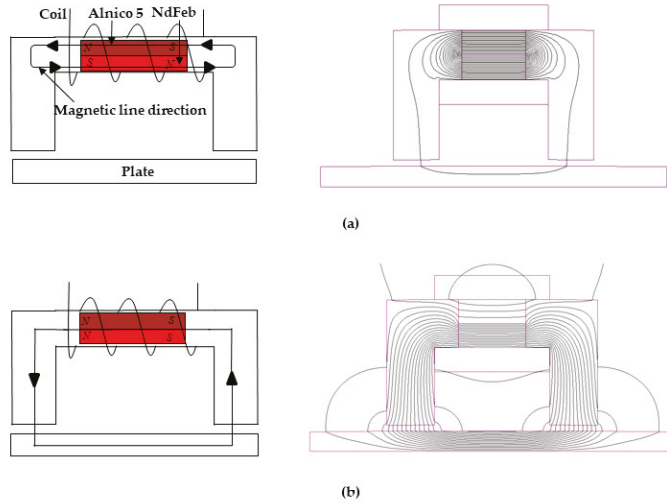 Coil Alnico 5 NdFeb
N S
S N
Magnetic line direction
Plate
(a)
N S
N S
(b)